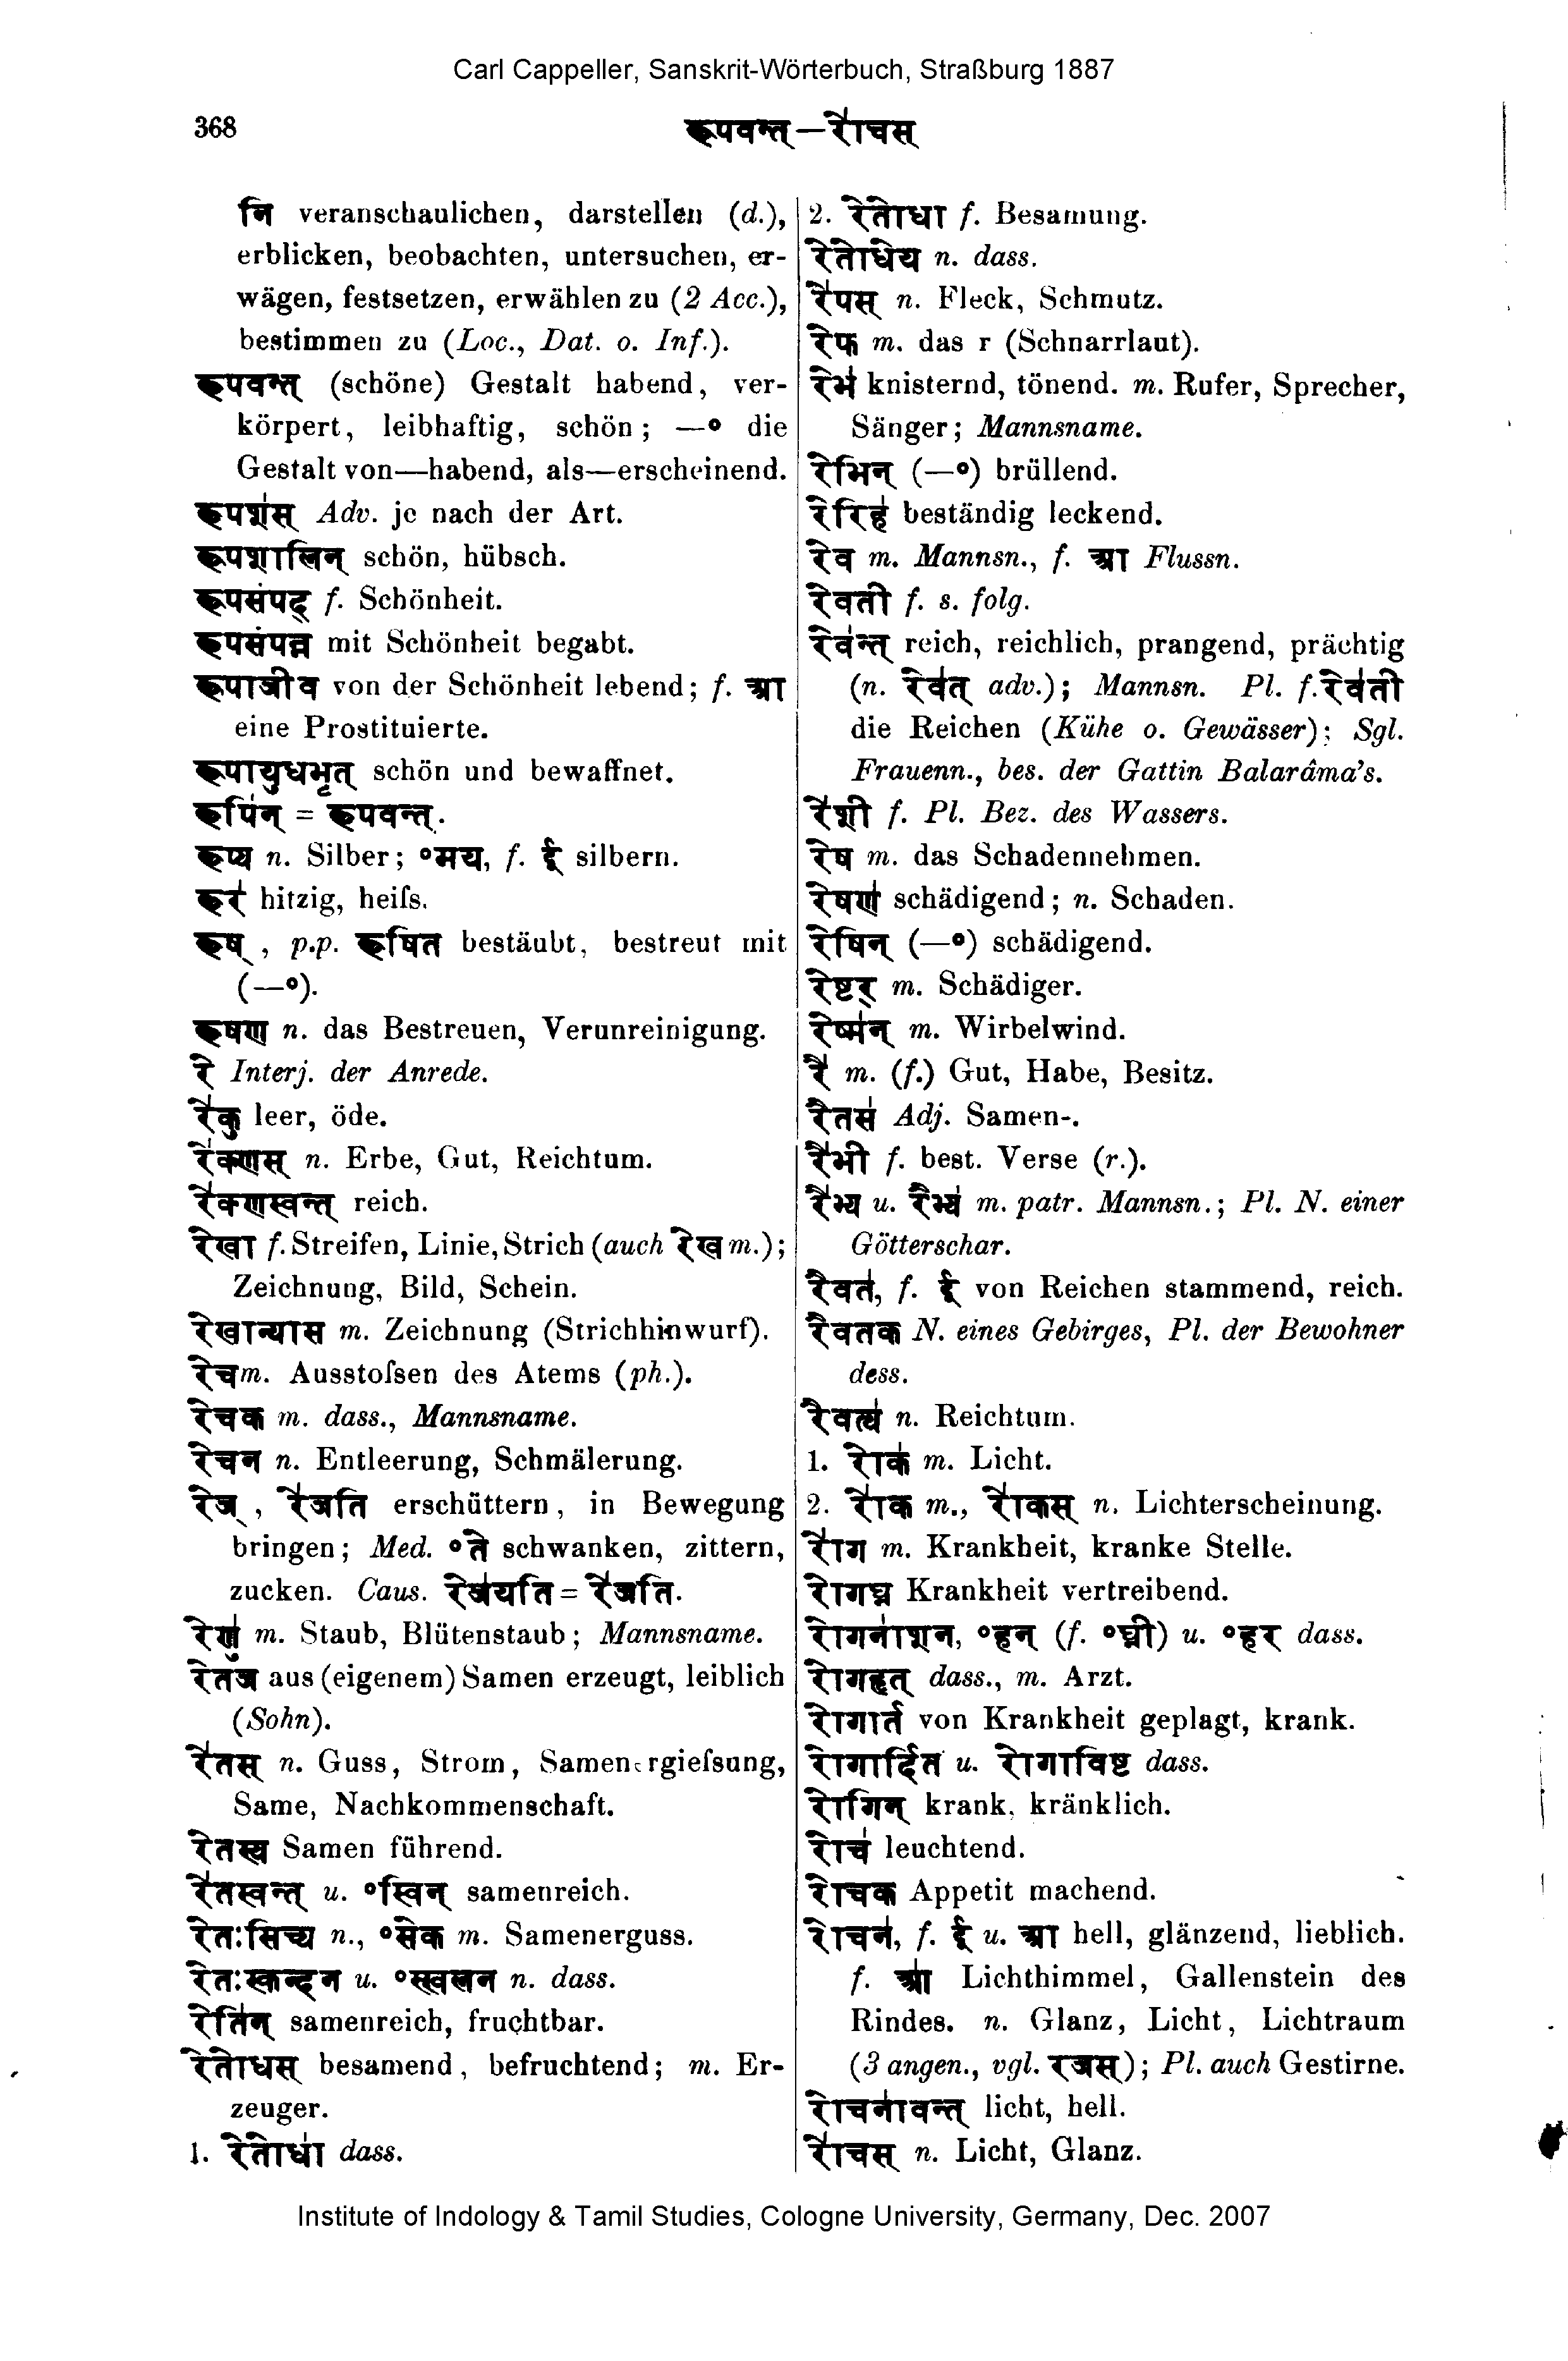 Carl Cappeller, Sanskrit-Wörterbuch, Straßburg 1887
368
रूपवन्त्—रोचस्
नि veranschaulichen, darstellen (d.),
erblicken, beobachten, untersuchen, er-
wägen, festsetzen, erwählen zu (2 Acc.),
bestimmen zu (Loc., Dat. o. Inf.).
रूपवन्त् (schöne) Gestalt habend, ver-
körpert, leibhaftig, schön; —° die
Gestalt von—habend, als—erscheinend.
रूपश॑स् Adv. je nach der Art.
रूपशालिन् schön, hübsch.
रूपसंपद् f. Schönheit.
रूपसंपन्न mit Schönheit begabt.
रूपाजीव von der Schönheit lebend; f. आ
eine Prostituierte.
रूपायुधभृत् schön und bewaffnet.
रूपि॑न् = रूपवन्त्.
रूप्य n. Silber; °मय, f. ई silbern.
रूर॑ hitzig, heiſs.
रूष् , p.p. रूषित bestäubt, bestreut mit
(—°).
रूषण n. das Bestreuen, Verunreinigung.
रे Interj. der Anrede.
रे॑कु leer, öde.
रे॑क्णस् n. Erbe, Gut, Reichtum.
रे॑क्णस्वन्त् reich.
रेखा f. Streifen, Linie, Strich (auch रेख m.);
Zeichnung, Bild, Schein.
रेखान्यास m. Zeichnung (Strichhinwurf).
रेच m. Ausstoſsen des Atems (ph.).
रेचक m. dass., Mannsname.
रेचन n. Entleerung, Schmälerung.
रेज् , रे॑जति erschüttern, in Bewegung
bringen; Med. °ते schwanken, zittern,
zucken. Caus. रेज॑यति = रे॑जति.
रेणु॑ m. Staub, Blütenstaub; Mannsname.
रेतज aus (eigenem) Samen erzeugt, leiblich
(Sohn).
रे॑तस् n. Guss, Strom, Samenergieſsung,
Same, Nachkommenschaft.
रेतस्य Samen führend.
रे॑तस्वन्त् u. °स्विन् samenreich.
रेतःसिच्य n., °सेक m. Samenerguss.
रेतःस्कन्दन u. °स्खलन n. dass.
रेति॑न् samenreich, fruchtbar.
रेतोधस् besamend, befruchtend; m. Er-
zeuger.
1. रेतोधा॑ dass.
2. रेतोधा f. Besamung.
रेतोधेय n. dass.
रे॑पस् n. Fleck, Schmutz.
रेफ m. das r (Schnarrlaut).
रेभ॑ knisternd, tönend. m. Rufer, Sprecher,
Sänger; Mannsname.
रेभिन् (—°) brüllend.
रेरिह॑ beständig leckend.
रेव m. Mannsn., f. आ Flussn.
रेवती f. s. folg.
रेव॑न्त् reich, reichlich, prangend, prächtig
(n. रेव॑त् adv.); Mannsn. Pl. f. रेव॑ती
die Reichen (Kühe o. Gewässer); Sgl.
Frauenn., bes. der Gattin Balarâma's.
रे॑शी f. Pl. Bez. des Wassers.
रेष m. das Schadennehmen.
रेषण॑ schädigend; n. Schaden.
रेषिन् (—°) schädigend.
रेष्टर् m. Schädiger.
रेष्म॑न् m. Wirbelwind.
रै m. (f.) Gut, Habe, Besitz.
रैतस॑ Adj. Samen-.
रै॑भी f. best. Verse (r.).
रै॑भ्य u. रैभ्य॑ m. patr. Mannsn.; Pl. N. einer
Götterschar.
रैवत॑, f. ई von Reichen stammend, reich.
रैवतक N. eines Gebirges, Pl. der Bewohner
dess.
रैवत्य॑ n. Reichtum.
1. रोक॑ m. Licht.
2. रो॑क m., रो॑कस् n. Lichterscheinung.
रो॑ग m. Krankheit, kranke Stelle.
रोगघ्न Krankheit vertreibend.
रोगना॑शन, °हन् (f. °घ्नी) u. °हर dass.
रोगहृत् dass., m. Arzt.
रोगार्त von Krankheit geplagt, krank.
रोगार्दित u. रोगाविष्ट dass.
रोगिन् krank, kränklich.
रोच॑ leuchtend.
रोचक Appetit machend.
रोचन॑, f. ई u. आ hell, glänzend, lieblich.
f. आ॑ Lichthimmel, Gallenstein des
Rindes. n. Glanz, Licht, Lichtraum
(3 angen., vgl. रजस्); Pl. auch Gestirne.
रोचना॑वन्त् licht, hell.
रो॑चस् n. Licht, Glanz.
Institute of Indology & Tamil Studies, Cologne University, Germany, Dec. 2007